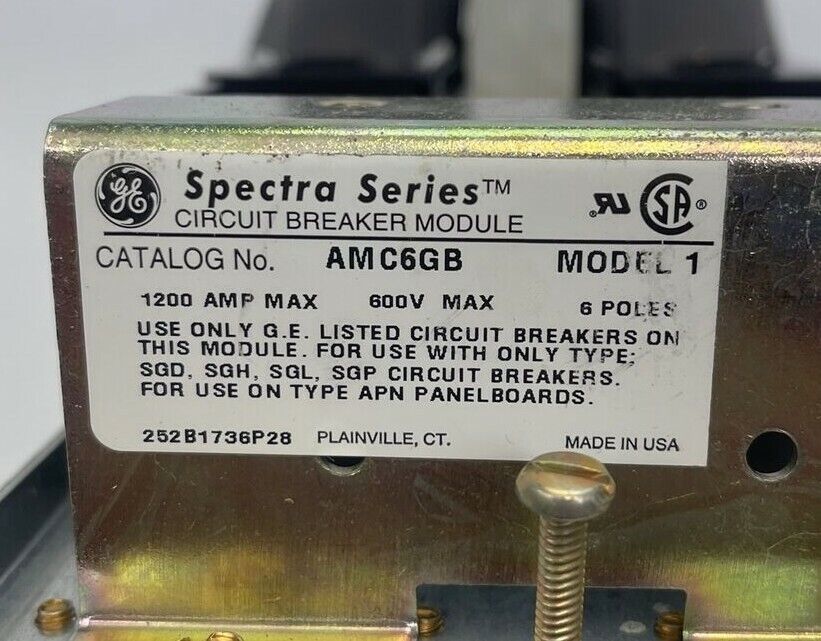 GE Spectra Series™
CIRCUIT BREAKER MODULE
RU SA ®
CATALOG No. AMC6GB MODEL 1
1200 AMP MAX 600V MAX 6 POLES
USE ONLY G.E. LISTED CIRCUIT BREAKERS ON
THIS MODULE. FOR USE WITH ONLY TYPE;
SGD, SGH, SGL, SGP CIRCUIT BREAKERS.
FOR USE ON TYPE APN PANELBOARDS.
252B1736P28 PLAINVILLE, CT. MADE IN USA